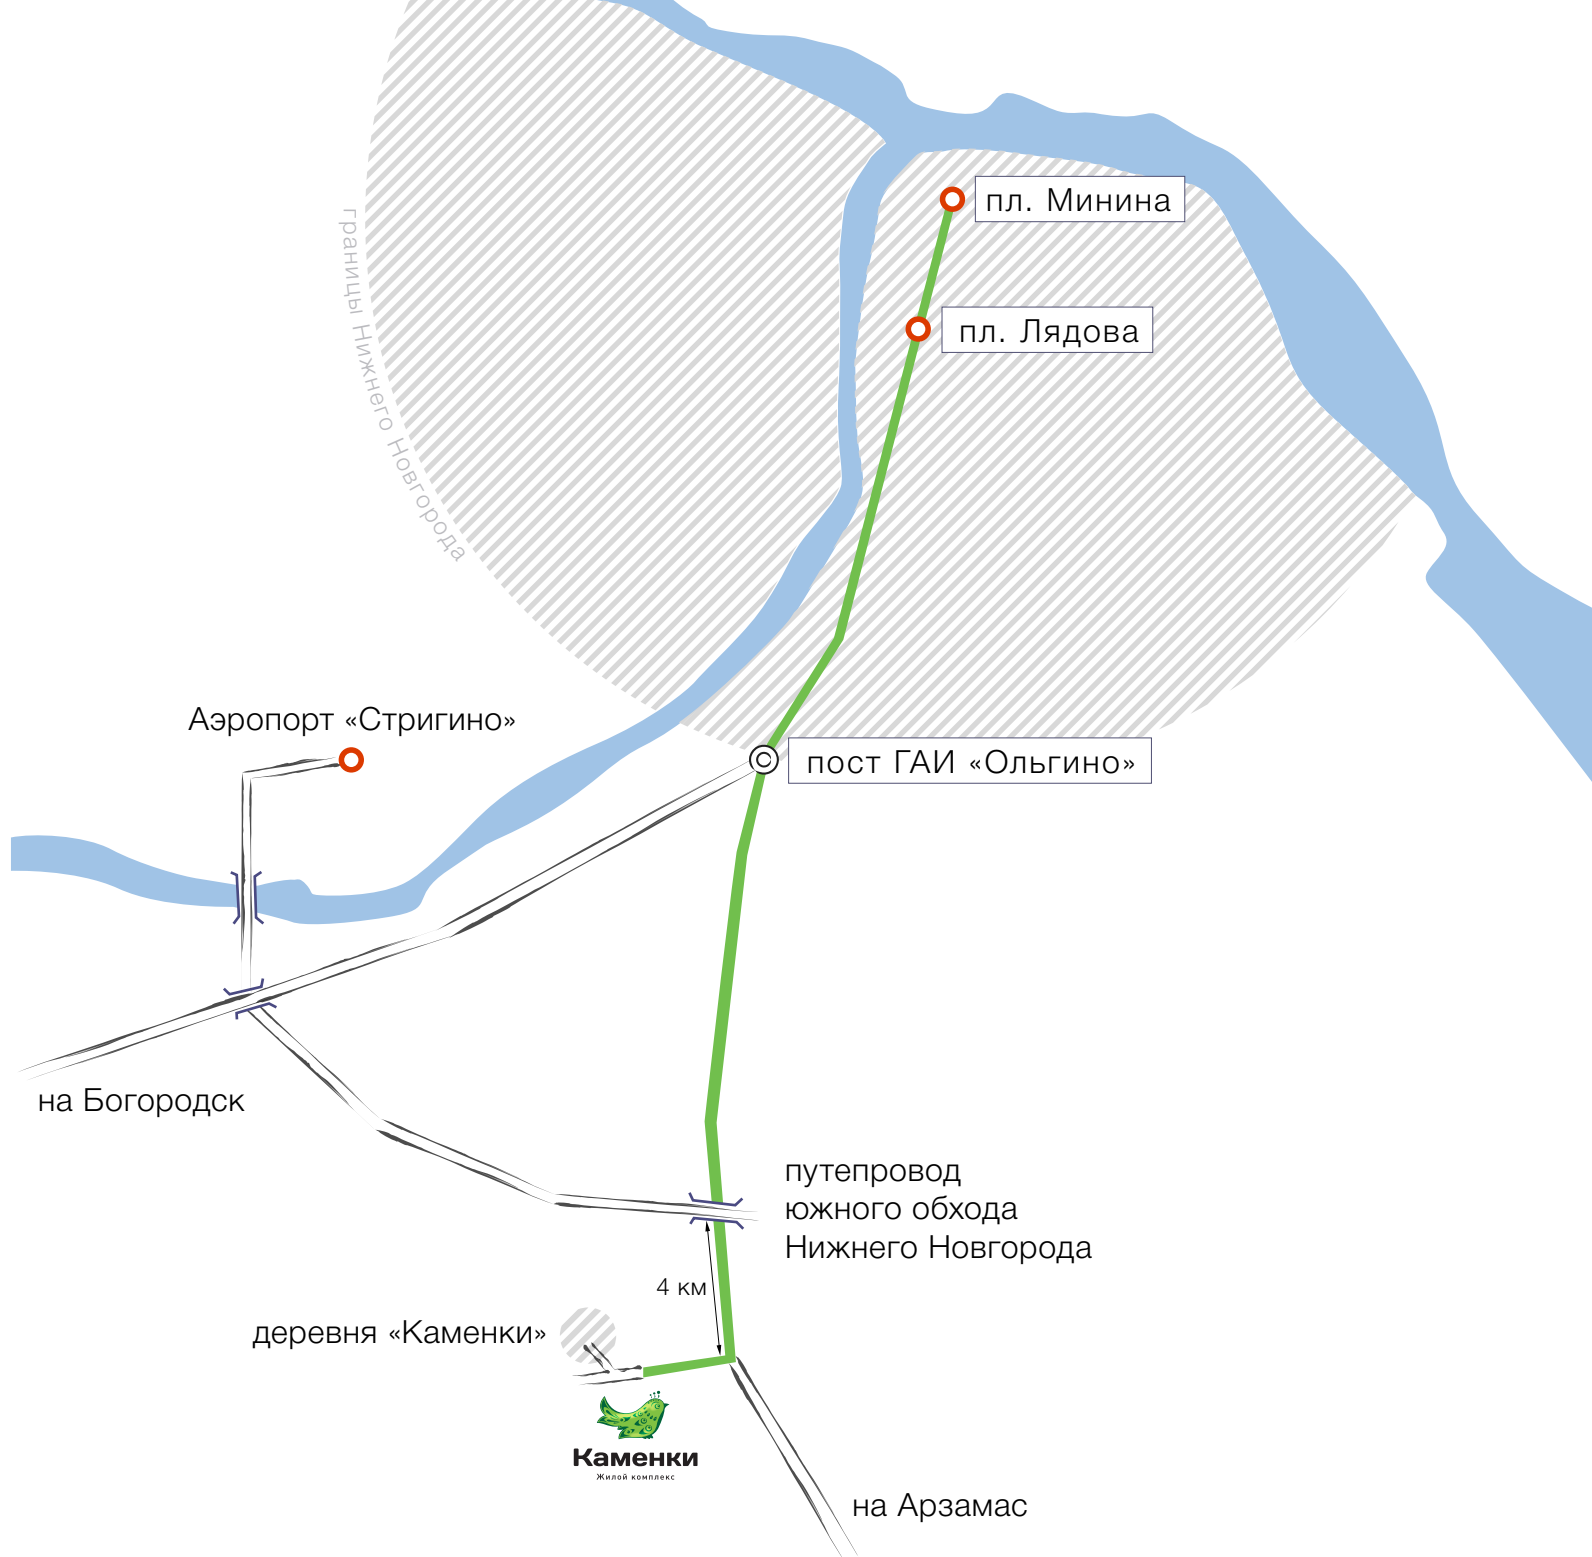 пл. Минина
границы Нижнего Новгорода
пл. Лядова
Аэропорт «Стригино»
пост ГАИ «Ольгино»
на Богородск
путепровод
южного обхода
Нижнего Новгорода
4 км
деревня «Каменки»
Каменки
Жилой комплекс
на Арзамас